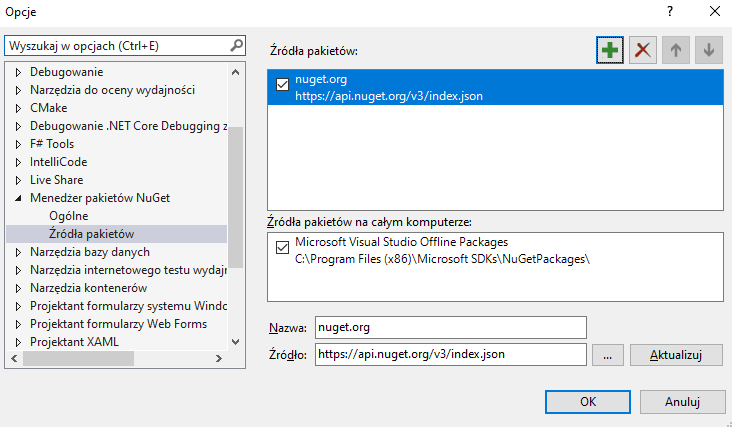 Opcje
Wyszukaj w opcjach (Ctrl+E)
Debugowanie
Narzędzia do oceny wydajności
CMake
Debugowanie .NET Core Debugging z
F# Tools
IntelliCode
Live Share
Menedżer pakietów NuGet
Ogólne
Źródła pakietów
Narzędzia bazy danych
Narzędzia internetowego testu wydajn
Narzędzia kontenerów
Projektant formularzy systemu Windo
Projektant formularzy Web Forms
Projektant XAML
Źródła pakietów:
nuget.org
https://api.nuget.org/v3/index.json
Źródła pakietów na całym komputerze:
Microsoft Visual Studio Offline Packages
C:\Program Files (x86)\Microsoft SDKs\NuGetPackages\
Nazwa: nuget.org
Źródło: https://api.nuget.org/v3/index.json ... Aktualizuj
OK Anuluj